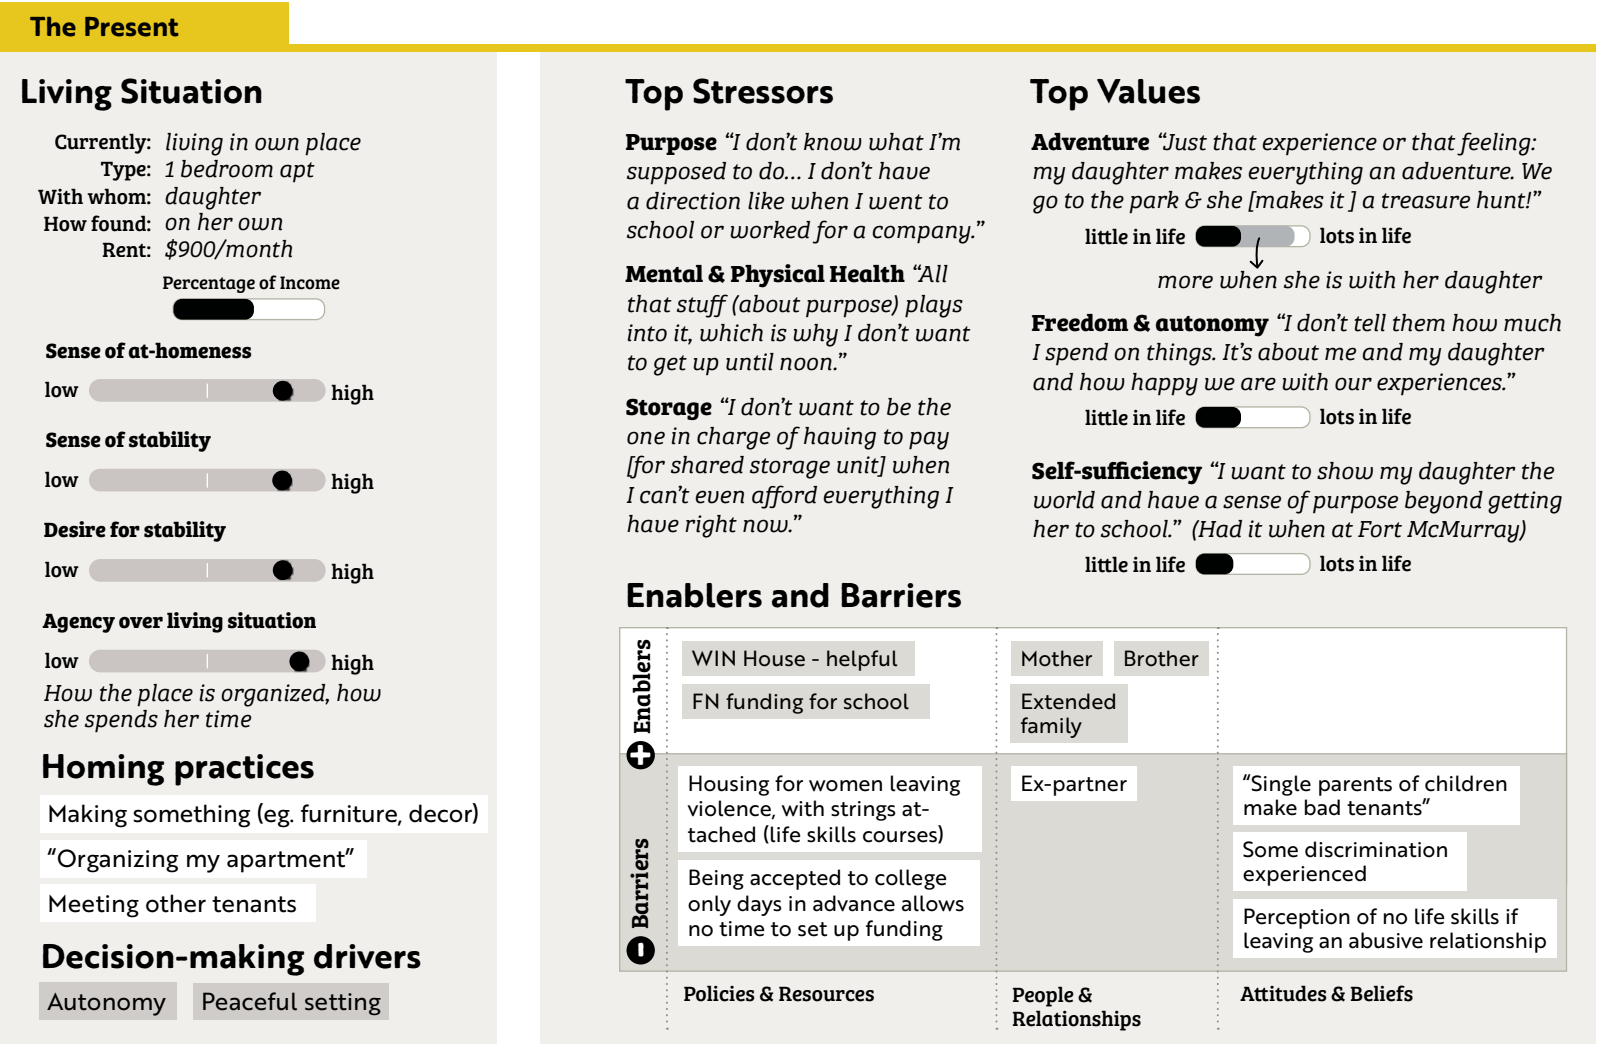 The Present
Living Situation
Currently: living in own place
Type: 1 bedroom apt
With whom: daughter
How found: on her own
Rent: $900/month
Percentage of Income
Sense of at-homeness
low high
Sense of stability
low high
Desire for stability
low high
Agency over living situation
low high
How the place is organized, how
she spends her time
Homing practices
Making something (eg. furniture, decor)
“Organizing my apartment”
Meeting other tenants
Decision-making drivers
Autonomy Peaceful setting
Top Stressors
Purpose “I don’t know what I’m
supposed to do... I don’t have
a direction like when I went to
school or worked for a company.”
Mental & Physical Health “All
that stuff (about purpose) plays
into it, which is why I don’t want
to get up until noon.”
Storage “I don’t want to be the
one in charge of having to pay
[for shared storage unit] when
I can’t even afford everything I
have right now.”
Top Values
Adventure “Just that experience or that feeling:
my daughter makes everything an adventure. We
go to the park & she [makes it ] a treasure hunt!”
little in life lots in life
more when she is with her daughter
Freedom & autonomy “I don’t tell them how much
I spend on things. It’s about me and my daughter
and how happy we are with our experiences.”
little in life lots in life
Self-sufficiency “I want to show my daughter the
world and have a sense of purpose beyond getting
her to school.” (Had it when at Fort McMurray)
little in life lots in life
Enablers and Barriers
Enablers
WIN House - helpful
FN funding for school
Mother Brother
Extended
family
Barriers
Housing for women leaving
violence, with strings at-
tached (life skills courses)
Being accepted to college
only days in advance allows
no time to set up funding
Ex-partner
“Single parents of children
make bad tenants”
Some discrimination
experienced
Perception of no life skills if
leaving an abusive relationship
Policies & Resources
People &
Relationships
Attitudes & Beliefs